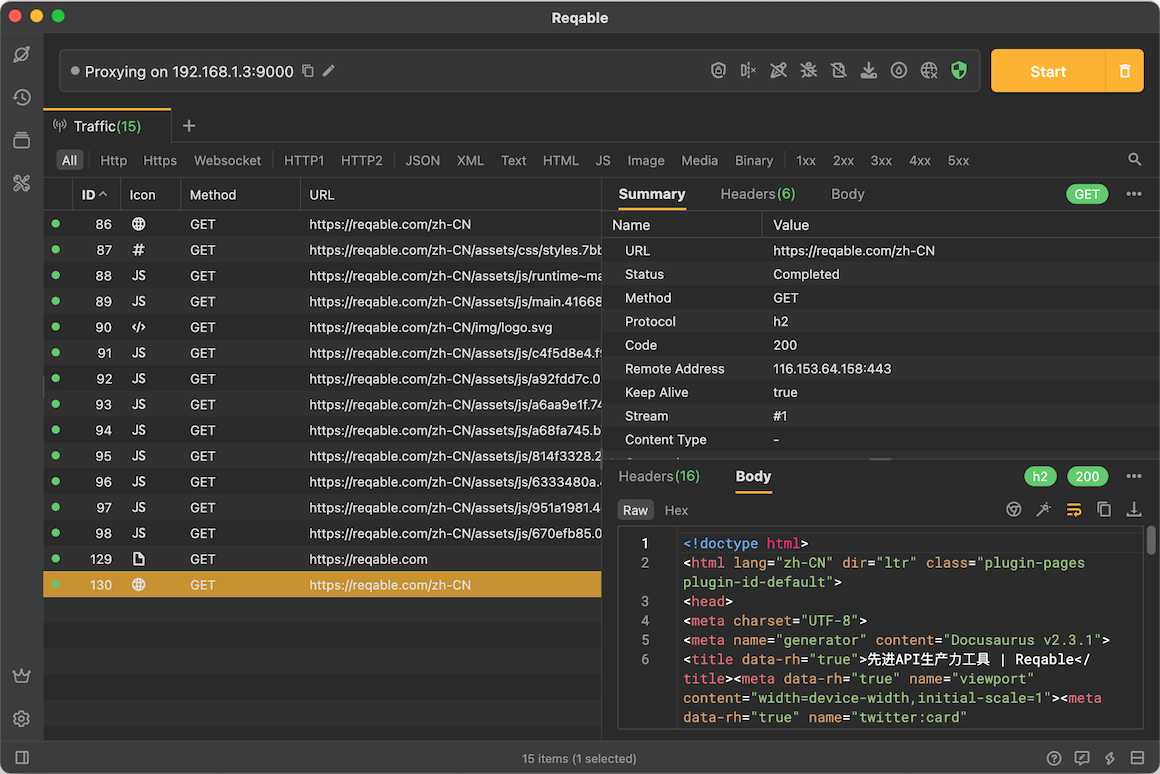 Reqable
Proxying on 192.168.1.3:9000
Start
Traffic(15)
All Http Https Websocket HTTP1 HTTP2 JSON XML Text HTML JS Image Media Binary 1xx 2xx 3xx 4xx 5xx
ID Icon Method URL
86 GET https://reqable.com/zh-CN
87 # GET https://reqable.com/zh-CN/assets/css/styles.7bb
88 JS GET https://reqable.com/zh-CN/assets/js/runtime~ma
89 JS GET https://reqable.com/zh-CN/assets/js/main.41668
90 </> GET https://reqable.com/zh-CN/img/logo.svg
91 JS GET https://reqable.com/zh-CN/assets/js/c4f5d8e4.f
92 JS GET https://reqable.com/zh-CN/assets/js/a92fdd7c.0
93 JS GET https://reqable.com/zh-CN/assets/js/a6aa9e1f.74
94 JS GET https://reqable.com/zh-CN/assets/js/a68fa745.b
95 JS GET https://reqable.com/zh-CN/assets/js/814f3328.2
96 JS GET https://reqable.com/zh-CN/assets/js/6333480a.
97 JS GET https://reqable.com/zh-CN/assets/js/951a1981.4
98 JS GET https://reqable.com/zh-CN/assets/js/670efb85.0
129 GET https://reqable.com
130 GET https://reqable.com/zh-CN
Summary Headers(6) Body GET
Name Value
URL https://reqable.com/zh-CN
Status Completed
Method GET
Protocol h2
Code 200
Remote Address 116.153.64.158:443
Keep Alive true
Stream #1
Content Type -
Headers(16) Body h2 200
Raw Hex
1 <!doctype html>
2 <html lang="zh-CN" dir="ltr" class="plugin-pages
plugin-id-default">
3 <head>
4 <meta charset="UTF-8">
5 <meta name="generator" content="Docusaurus v2.3.1">
6 <title data-rh="true">先进API生产力工具 | Reqable</
title><meta data-rh="true" name="viewport"
content="width=device-width,initial-scale=1"><meta
data-rh="true" name="twitter:card"
15 items (1 selected)